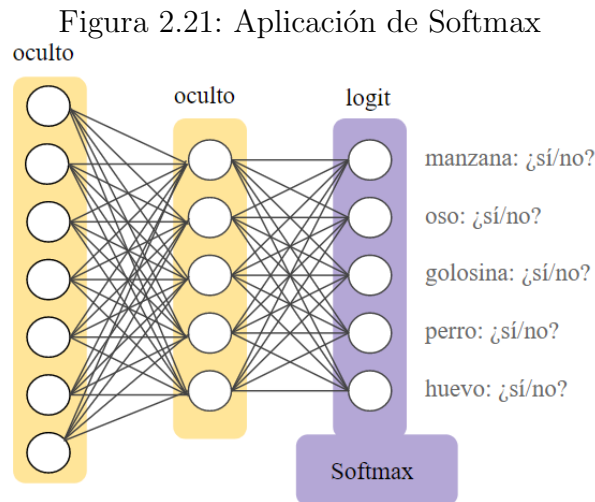 Figura 2.21: Aplicación de Softmax
oculto
oculto
logit
manzana: ¿sí/no?
oso: ¿sí/no?
golosina: ¿sí/no?
perro: ¿sí/no?
huevo: ¿sí/no?
Softmax